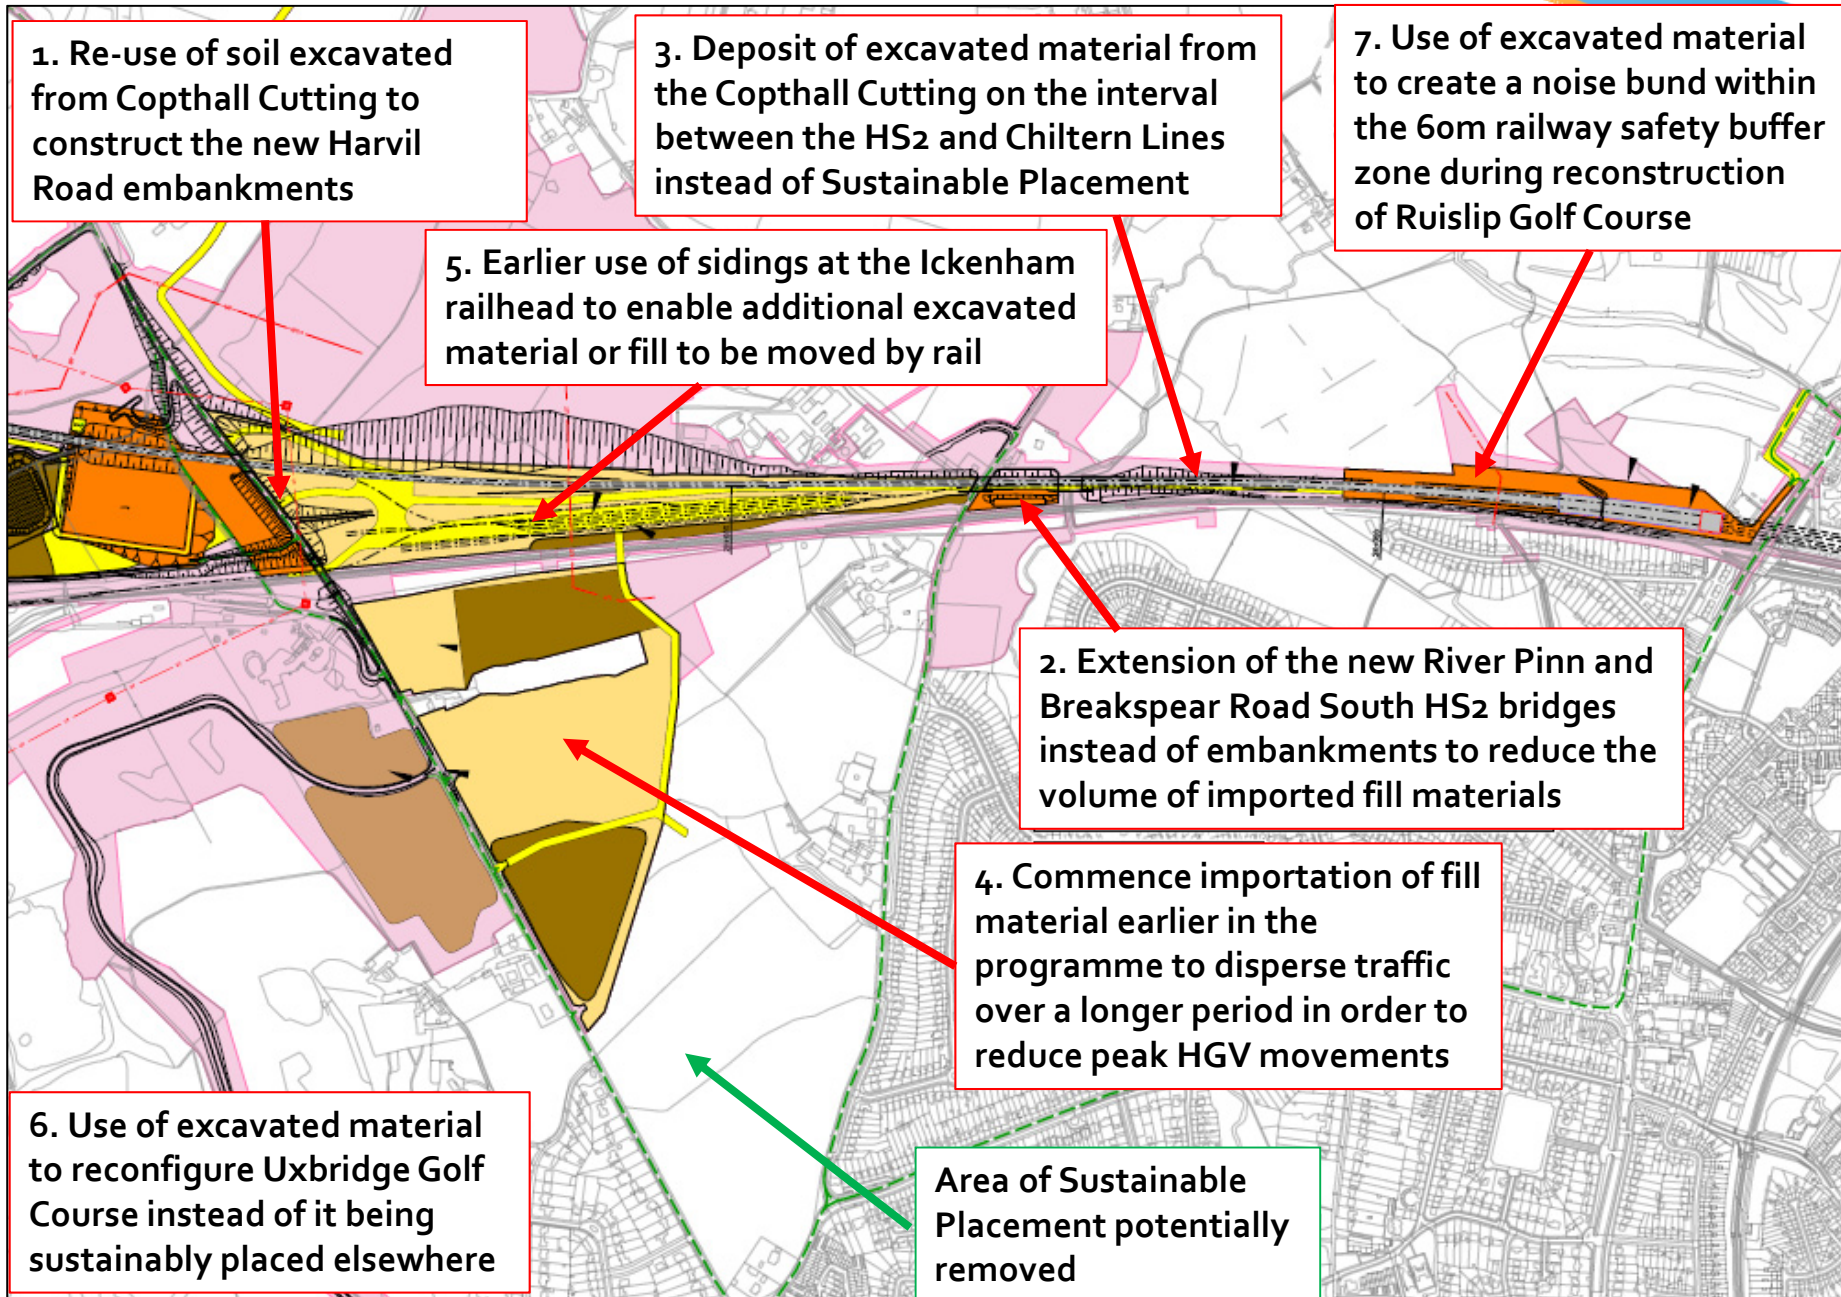 1. Re-use of soil excavated
from Copthall Cutting to
construct the new Harvil
Road embankments
3. Deposit of excavated material from
the Copthall Cutting on the interval
between the HS2 and Chiltern Lines
instead of Sustainable Placement
7. Use of excavated material
to create a noise bund within
the 60m railway safety buffer
zone during reconstruction
of Ruislip Golf Course
5. Earlier use of sidings at the Ickenham
railhead to enable additional excavated
material or fill to be moved by rail
2. Extension of the new River Pinn and
Breakspear Road South HS2 bridges
instead of embankments to reduce the
volume of imported fill materials
4. Commence importation of fill
material earlier in the
programme to disperse traffic
over a longer period in order to
reduce peak HGV movements
6. Use of excavated material
to reconfigure Uxbridge Golf
Course instead of it being
sustainably placed elsewhere
Area of Sustainable
Placement potentially
removed